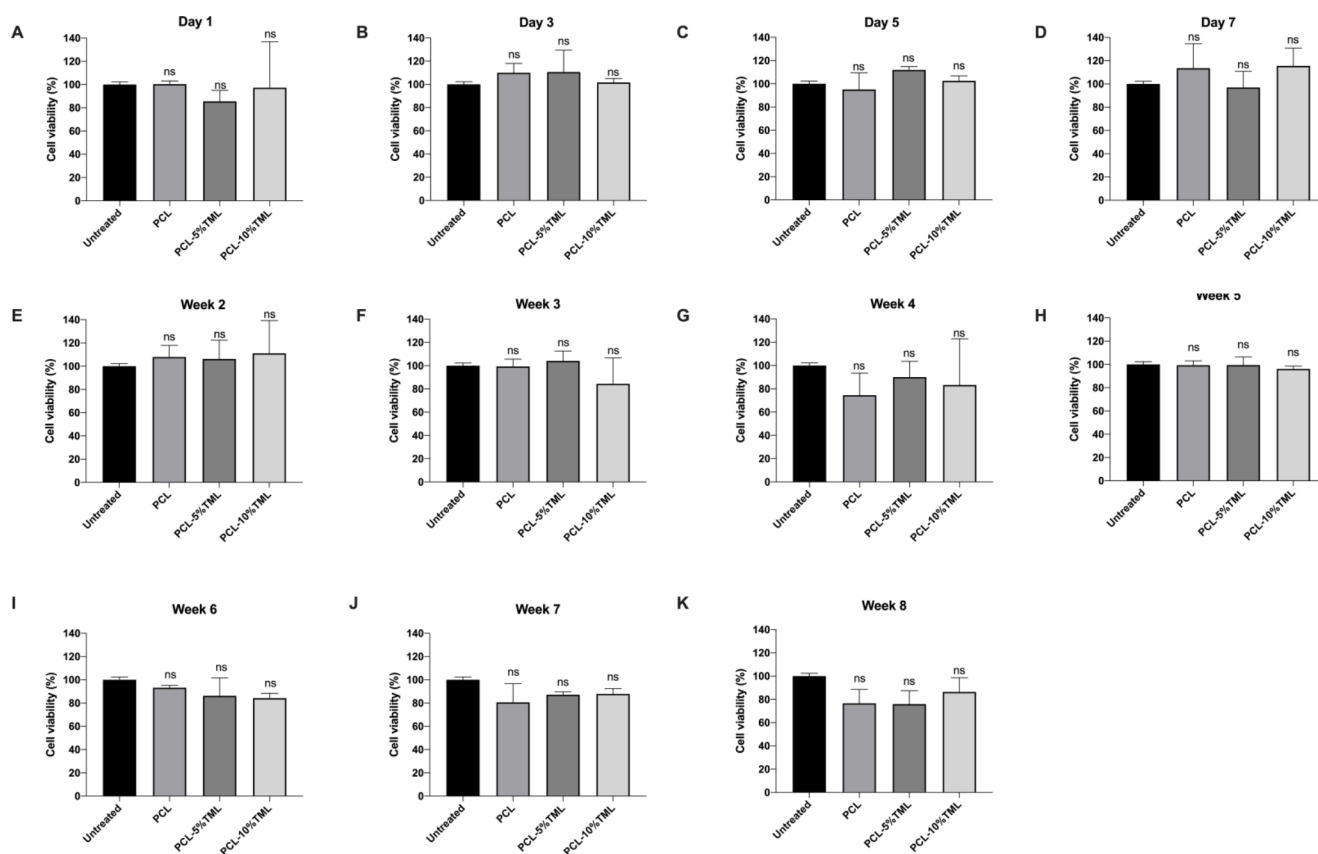 A
Day 1
Cell viability (%)
140
120
100
80
60
40
20
0
ns
ns
ns
Untreated
PCL
PCL-5%TML
PCL-10%TML
B
Day 3
Cell viability (%)
140
120
100
80
60
40
20
0
ns
ns
ns
Untreated
PCL
PCL-5%TML
PCL-10%TML
C
Day 5
Cell viability (%)
140
120
100
80
60
40
20
0
ns
ns
ns
Untreated
PCL
PCL-5%TML
PCL-10%TML
D
Day 7
Cell viability (%)
140
120
100
80
60
40
20
0
ns
ns
ns
Untreated
PCL
PCL-5%TML
PCL-10%TML
E
Week 2
Cell viability (%)
140
120
100
80
60
40
20
0
ns
ns
ns
Untreated
PCL
PCL-5%TML
PCL-10%TML
F
Week 3
Cell viability (%)
140
120
100
80
60
40
20
0
ns
ns
ns
Untreated
PCL
PCL-5%TML
PCL-10%TML
G
Week 4
Cell viability (%)
140
120
100
80
60
40
20
0
ns
ns
ns
Untreated
PCL
PCL-5%TML
PCL-10%TML
H
Week 5
Cell viability (%)
140
120
100
80
60
40
20
0
ns
ns
ns
Untreated
PCL
PCL-5%TML
PCL-10%TML
I
Week 6
Cell viability (%)
140
120
100
80
60
40
20
0
ns
ns
ns
Untreated
PCL
PCL-5%TML
PCL-10%TML
J
Week 7
Cell viability (%)
140
120
100
80
60
40
20
0
ns
ns
ns
Untreated
PCL
PCL-5%TML
PCL-10%TML
K
Week 8
Cell viability (%)
140
120
100
80
60
40
20
0
ns
ns
ns
Untreated
PCL
PCL-5%TML
PCL-10%TML